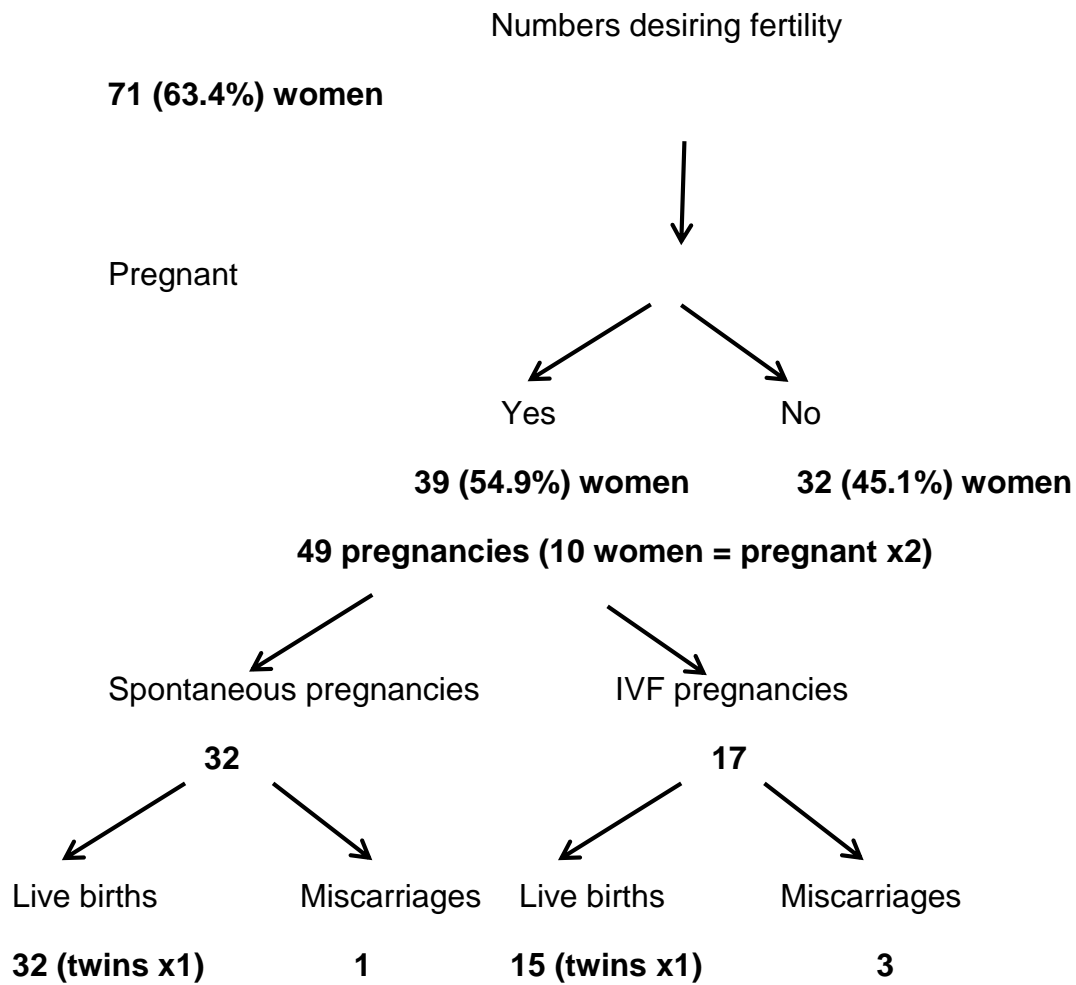 Numbers desiring fertility
71 (63.4%) women
Pregnant
Yes No
39 (54.9%) women 32 (45.1%) women
49 pregnancies (10 women = pregnant x2)
Spontaneous pregnancies IVF pregnancies
32 17
Live births Miscarriages Live births Miscarriages
32 (twins x1) 1 15 (twins x1) 3